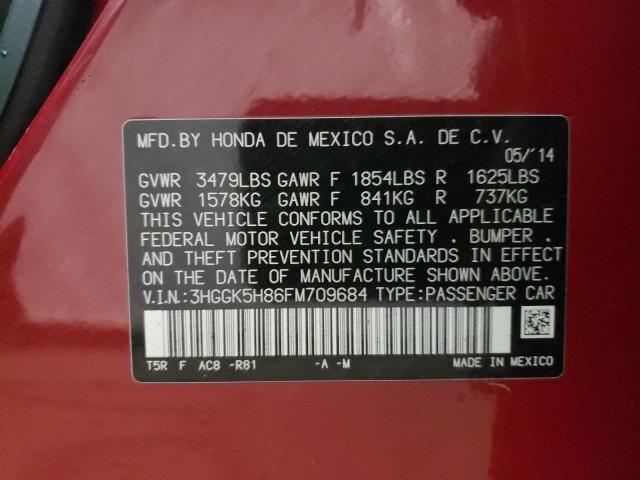 MFD.BY HONDA DE MEXICO S.A. DE C.V.
05/'14
GVWR 3479LBS GAWR F 1854LBS R 1625LBS
GVWR 1578KG GAWR F 841KG R 737KG
THIS VEHICLE CONFORMS TO ALL APPLICABLE
FEDERAL MOTOR VEHICLE SAFETY . BUMPER .
AND THEFT PREVENTION STANDARDS IN EFFECT
ON THE DATE OF MANUFACTURE SHOWN ABOVE.
V.I.N.:3HGGK5H86FM709684 TYPE:PASSENGER CAR
T5R F AC8 -R81 -A -M MADE IN MEXICO